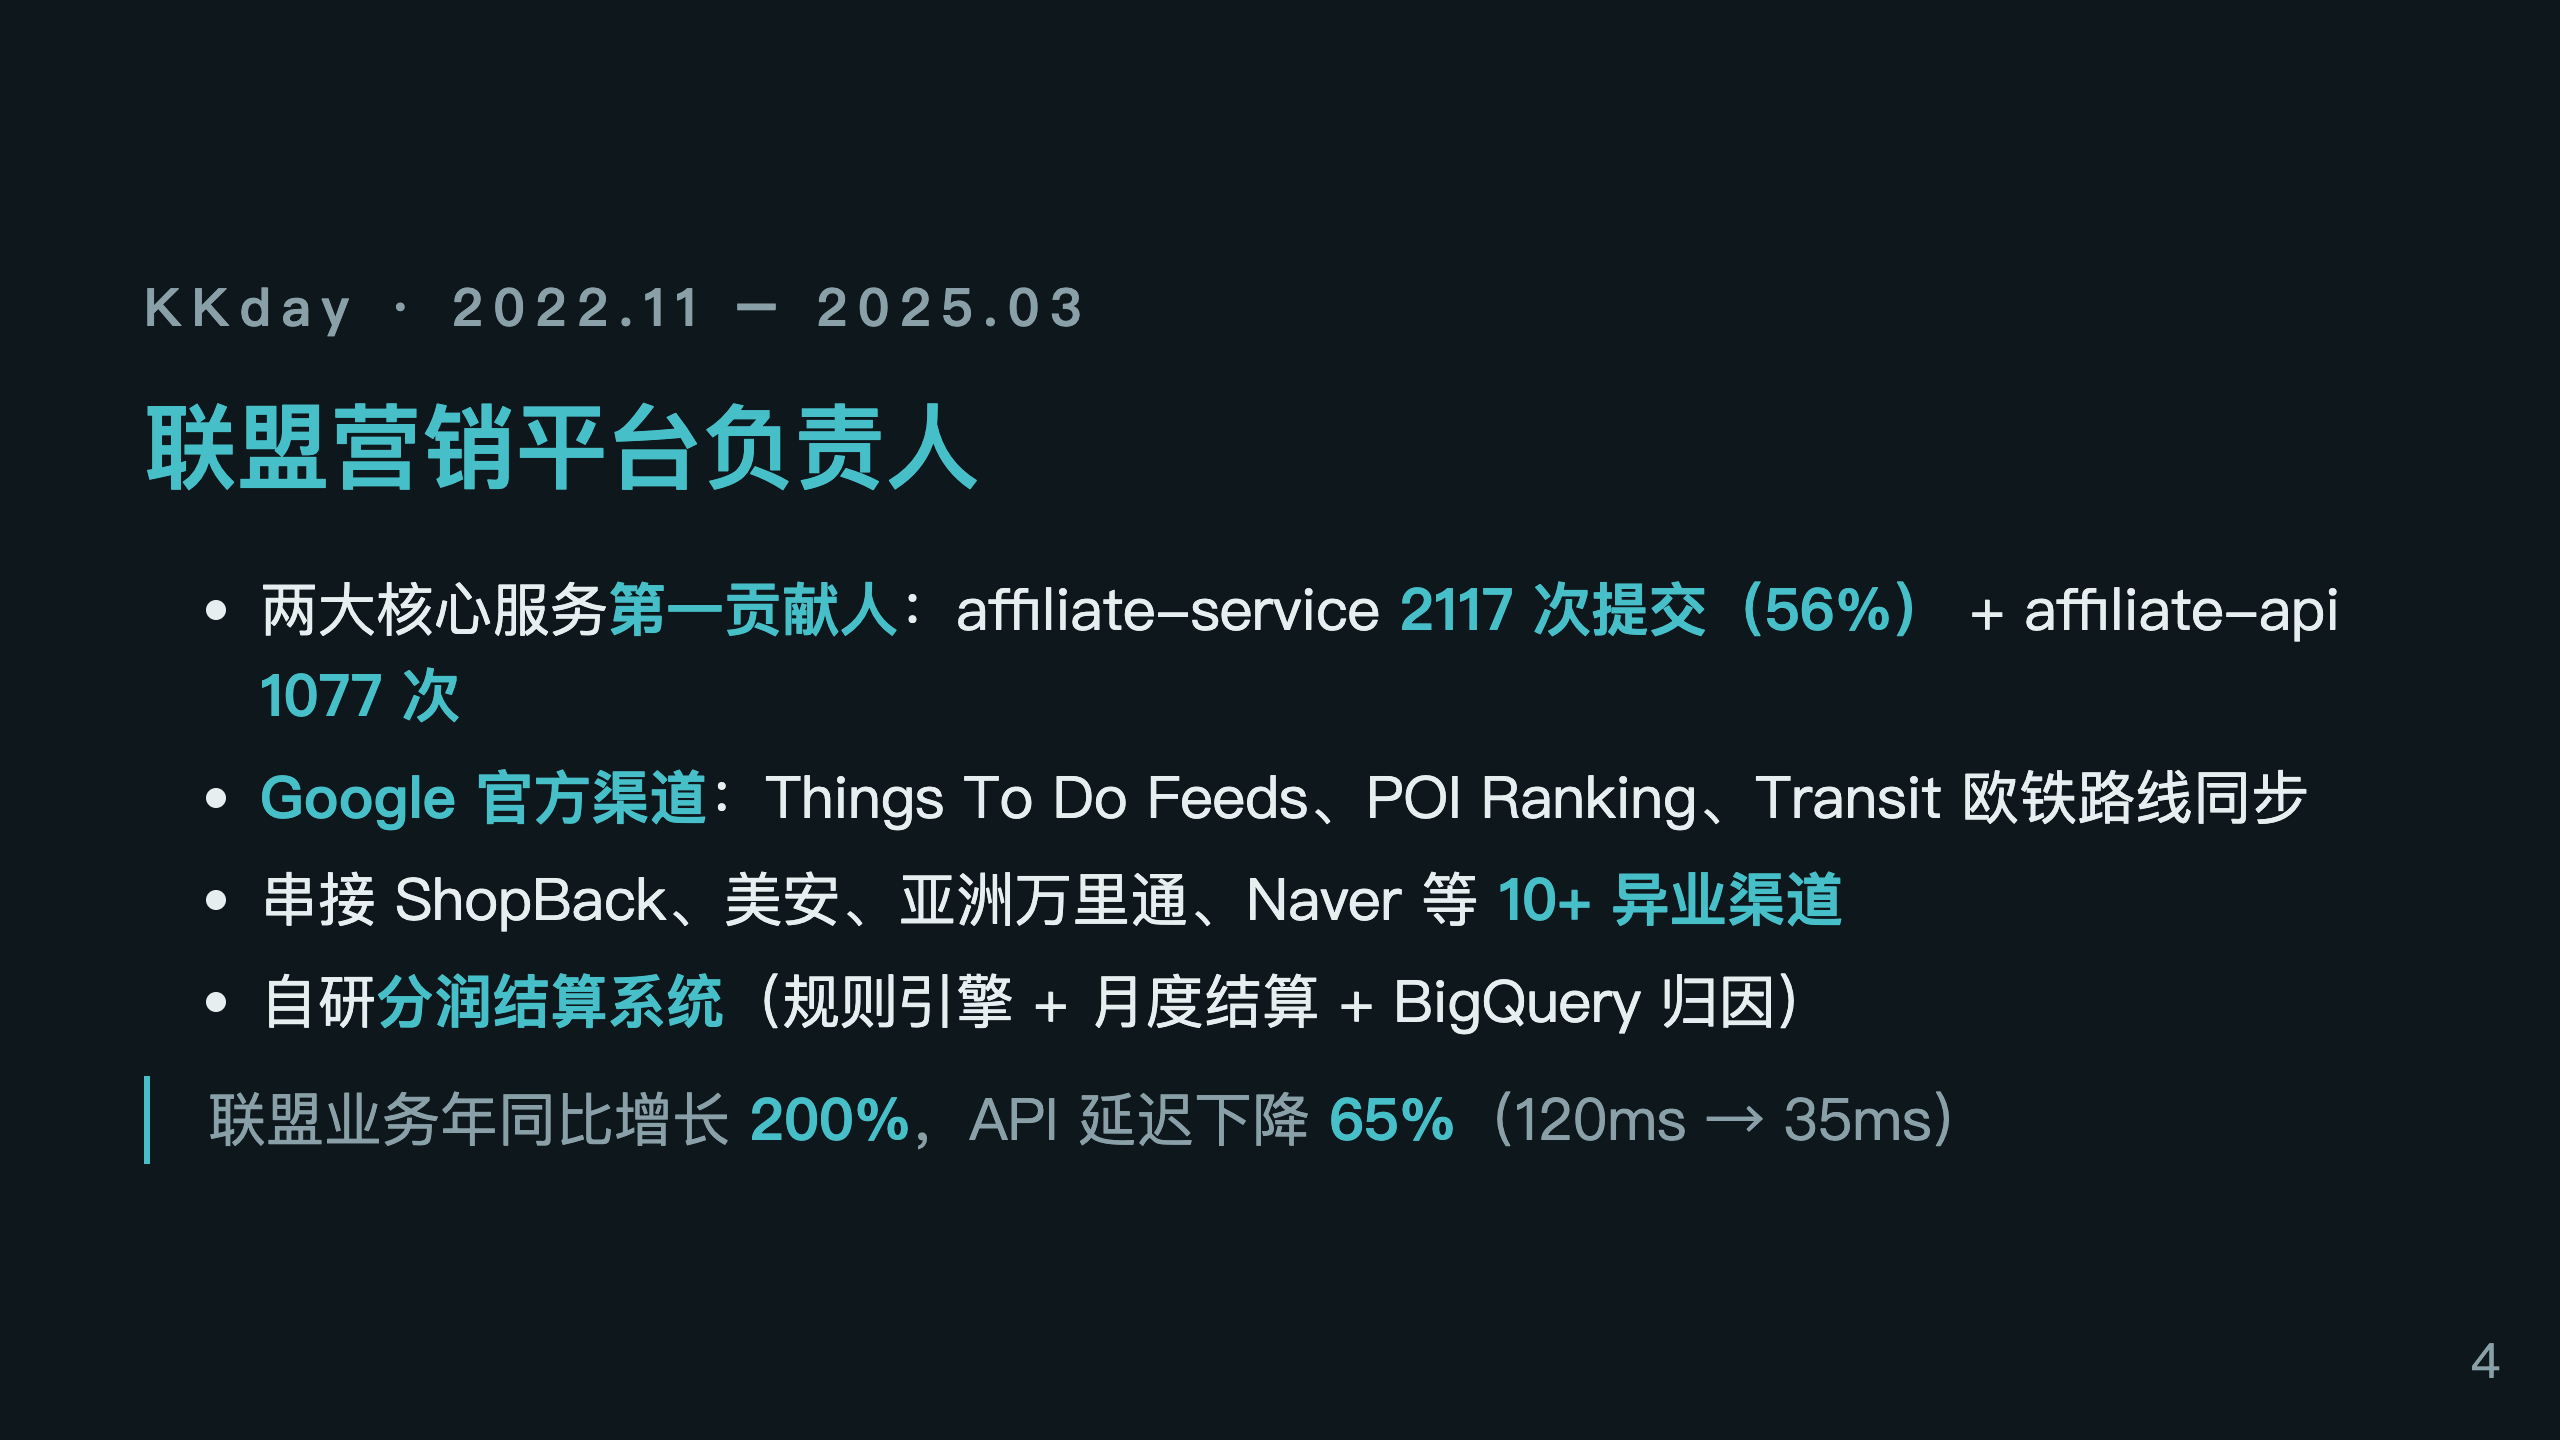 KKday · 2022.11 — 2025.03
联盟营销平台负责人
• 两大核心服务第一贡献人：affiliate-service 2117 次提交（56%） + affiliate-api
1077 次
• Google 官方渠道：Things To Do Feeds、POI Ranking、Transit 欧铁路线同步
• 串接 ShopBack、美安、亚洲万里通、Naver 等 10+ 异业渠道
• 自研分润结算系统（规则引擎 + 月度结算 + BigQuery 归因）
联盟业务年同比增长 200%，API 延迟下降 65%（120ms → 35ms）
4